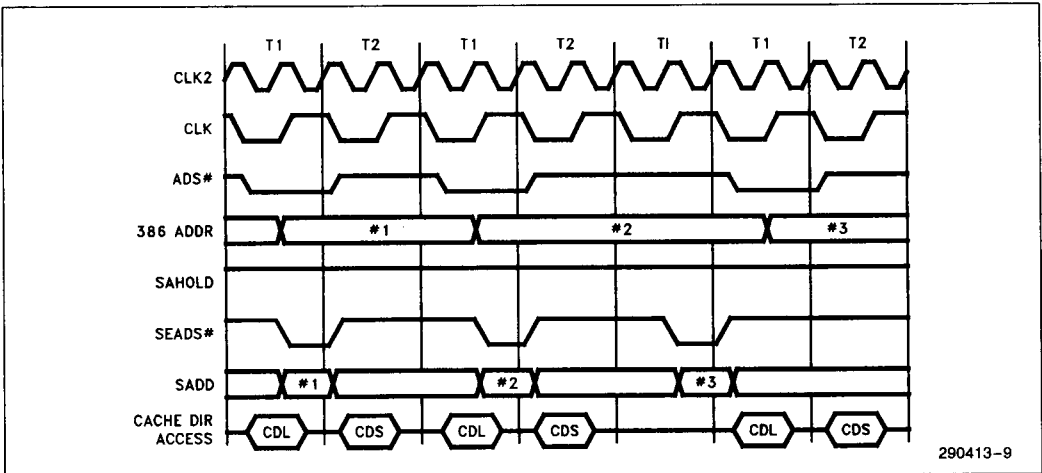 T1 T2 T1 T2 TI T1 T2
CLK2
CLK
ADS#
386 ADDR #1 #2 #3
SAHOLD
SEADS#
SADD #1 #2 #3
CACHE DIR
ACCESS CDL CDS CDL CDS CDL CDS
290413-9